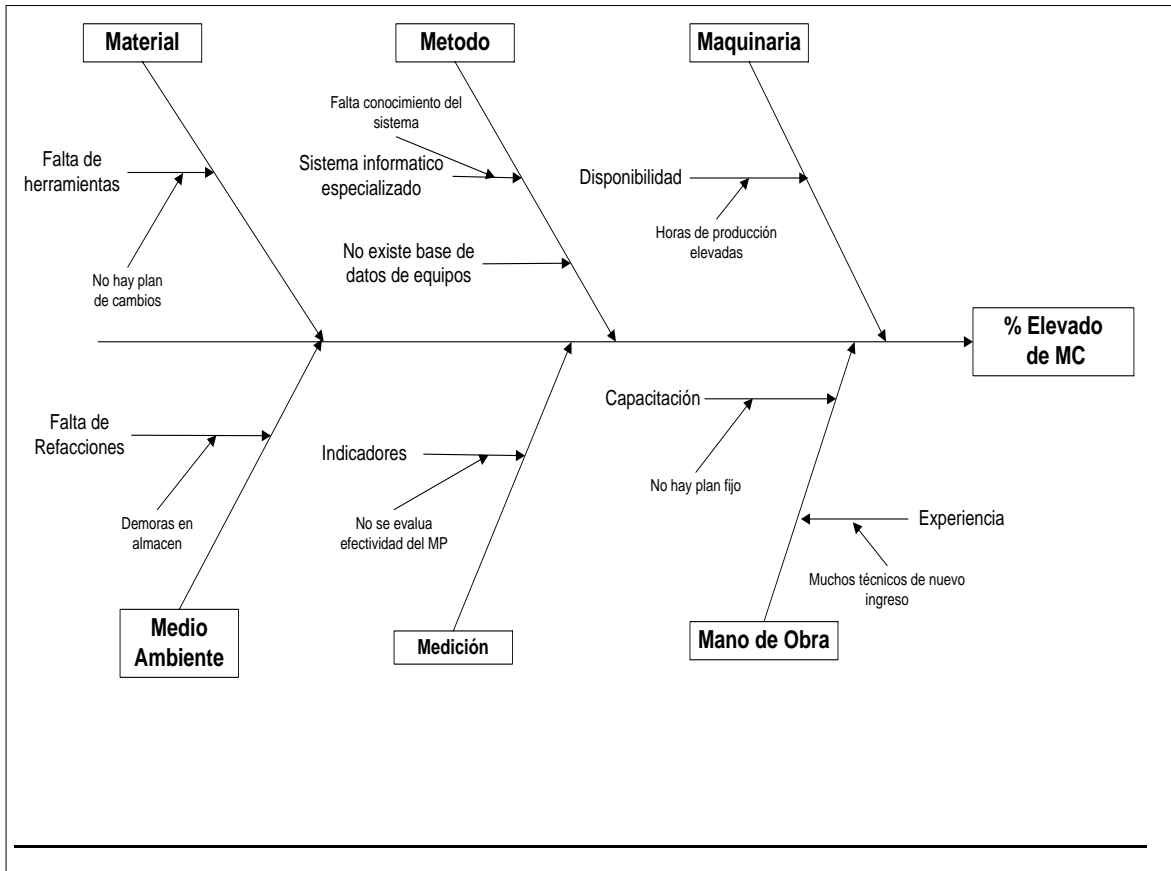 Material
Metodo
Maquinaria
Falta conocimiento del
sistema
Falta de
herramientas
Sistema informatico
especializado
Disponibilidad
Horas de producción
elevadas
No existe base de
datos de equipos
No hay plan
de cambios
% Elevado
de MC
Falta de
Refacciones
Demoras en
almacen
Indicadores
No se evalua
efectividad del MP
Capacitación
No hay plan fijo
Experiencia
Muchos técnicos de nuevo
ingreso
Medio
Ambiente
Medición
Mano de Obra